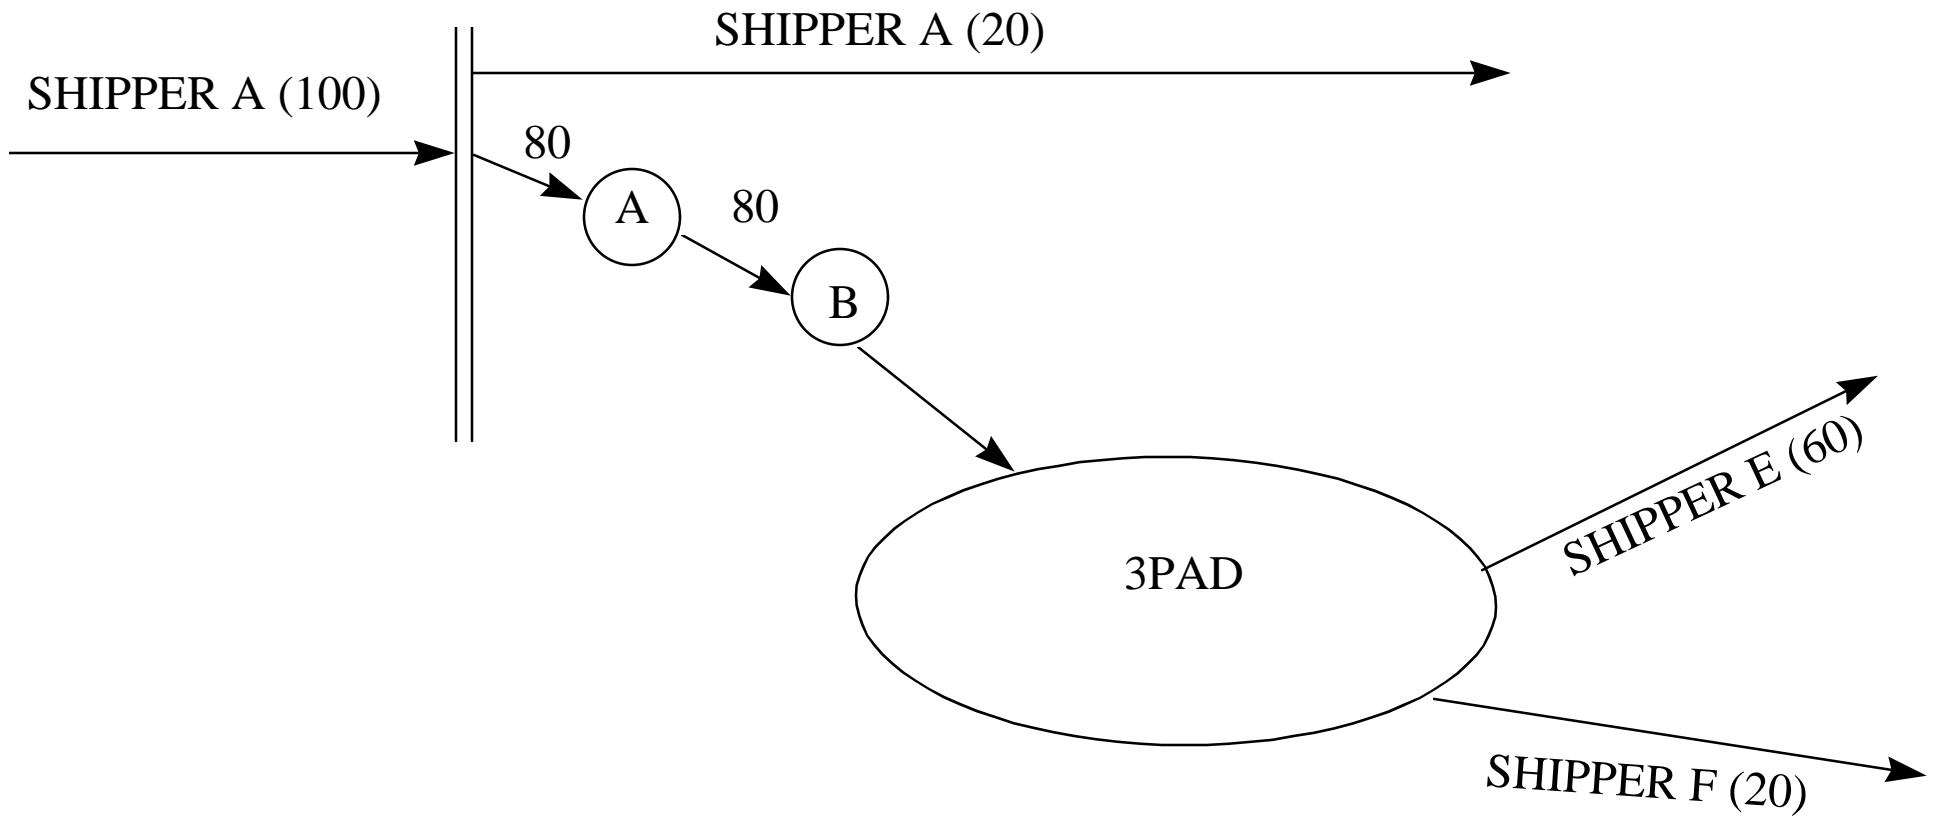 SHIPPER A (20)
SHIPPER A (100)
80
A
80
B
SHIPPER E (60)
3PAD
SHIPPER F (20)